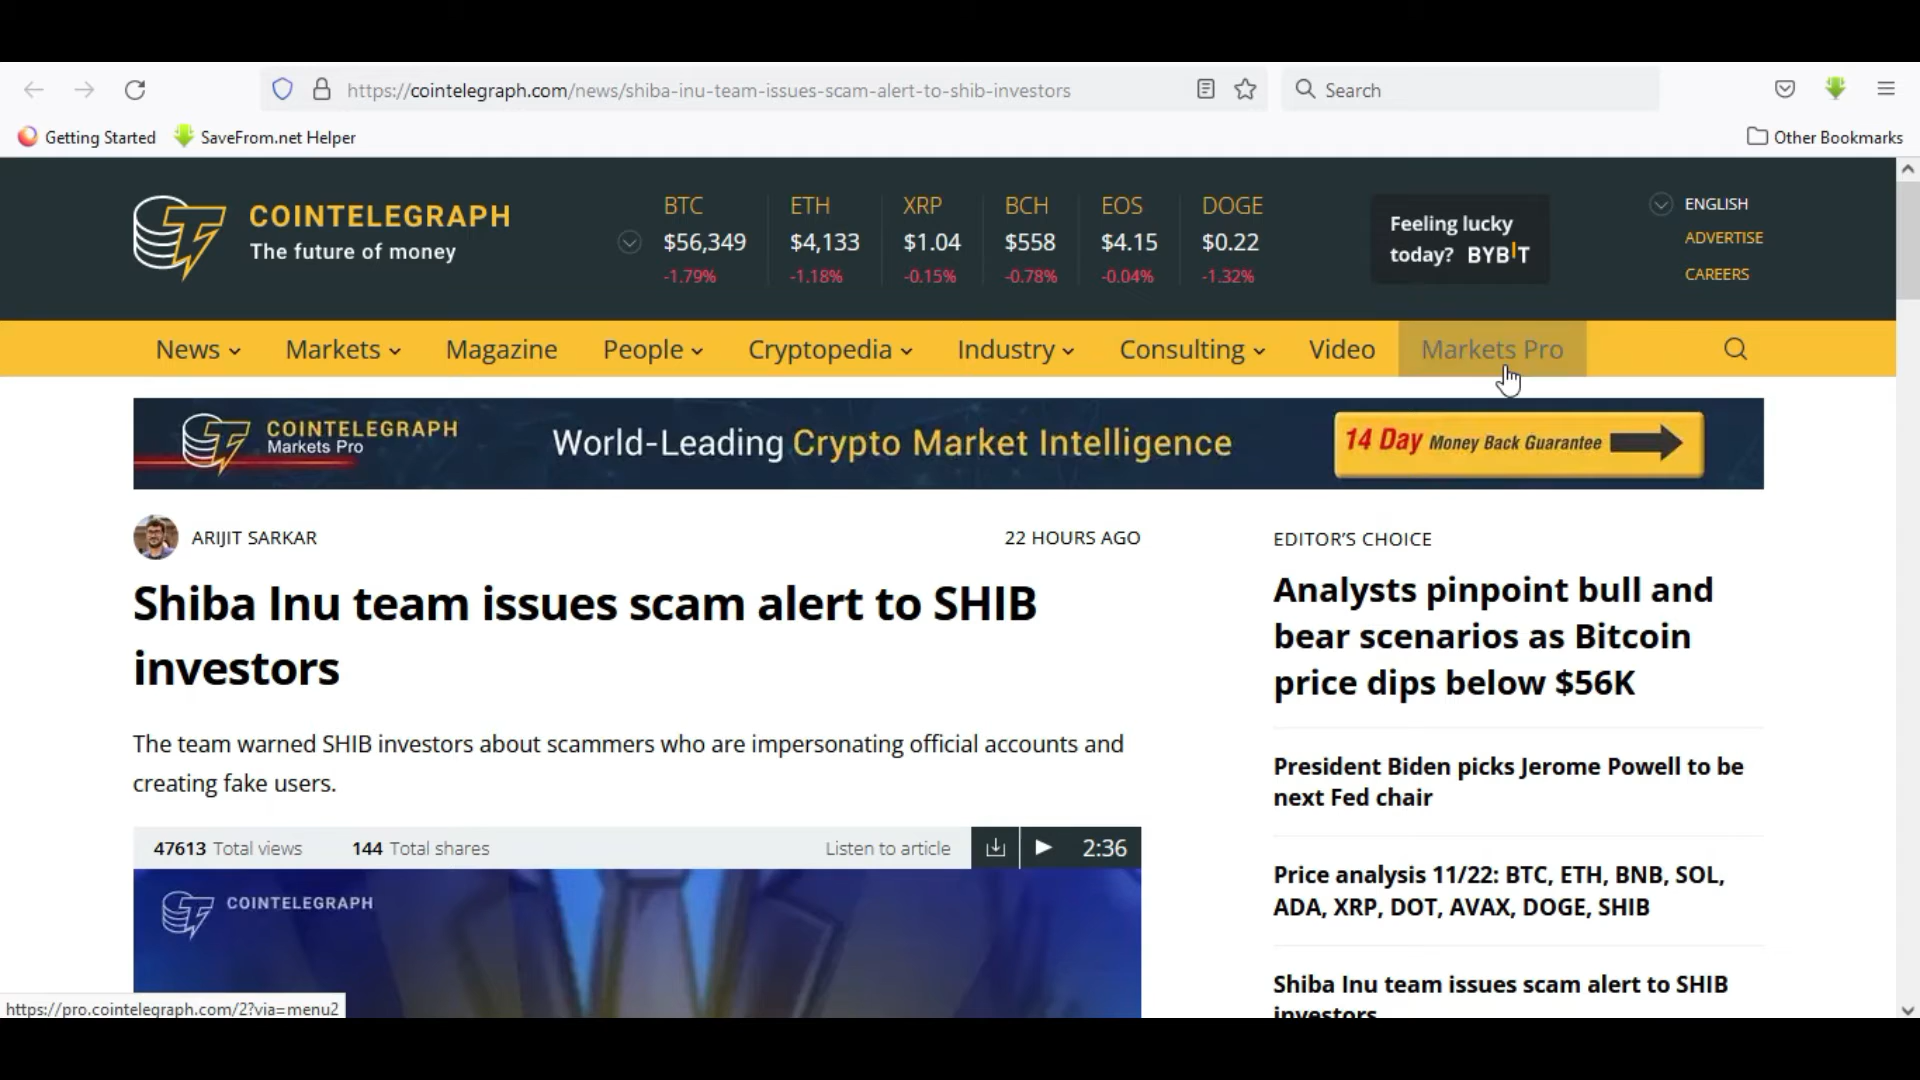 https://cointelegraph.com/news/shiba-inu-team-issues-scam-alert-to-shib-investors
Search
Getting Started
SaveFrom.net Helper
Other Bookmarks
COINTELEGRAPH
The future of money
BTC
$56,349
-1.79%
ETH
$4,133
-1.18%
XRP
$1.04
-0.15%
BCH
$558
-0.78%
EOS
$4.15
-0.04%
DOGE
$0.22
-1.32%
Feeling lucky
today? BYBIT
ENGLISH
ADVERTISE
CAREERS
News
Markets
Magazine
People
Cryptopedia
Industry
Consulting
Video
Markets Pro
COINTELEGRAPH
Markets Pro
World-Leading Crypto Market Intelligence
14 Day Money Back Guarantee
ARIJIT SARKAR
22 HOURS AGO
Shiba Inu team issues scam alert to SHIB
investors
The team warned SHIB investors about scammers who are impersonating official accounts and
creating fake users.
47613 Total views
144 Total shares
Listen to article
2:36
COINTELEGRAPH
EDITOR'S CHOICE
Analysts pinpoint bull and
bear scenarios as Bitcoin
price dips below $56K
President Biden picks Jerome Powell to be
next Fed chair
Price analysis 11/22: BTC, ETH, BNB, SOL,
ADA, XRP, DOT, AVAX, DOGE, SHIB
Shiba Inu team issues scam alert to SHIB
investors
https://pro.cointelegraph.com/2?via=menu2